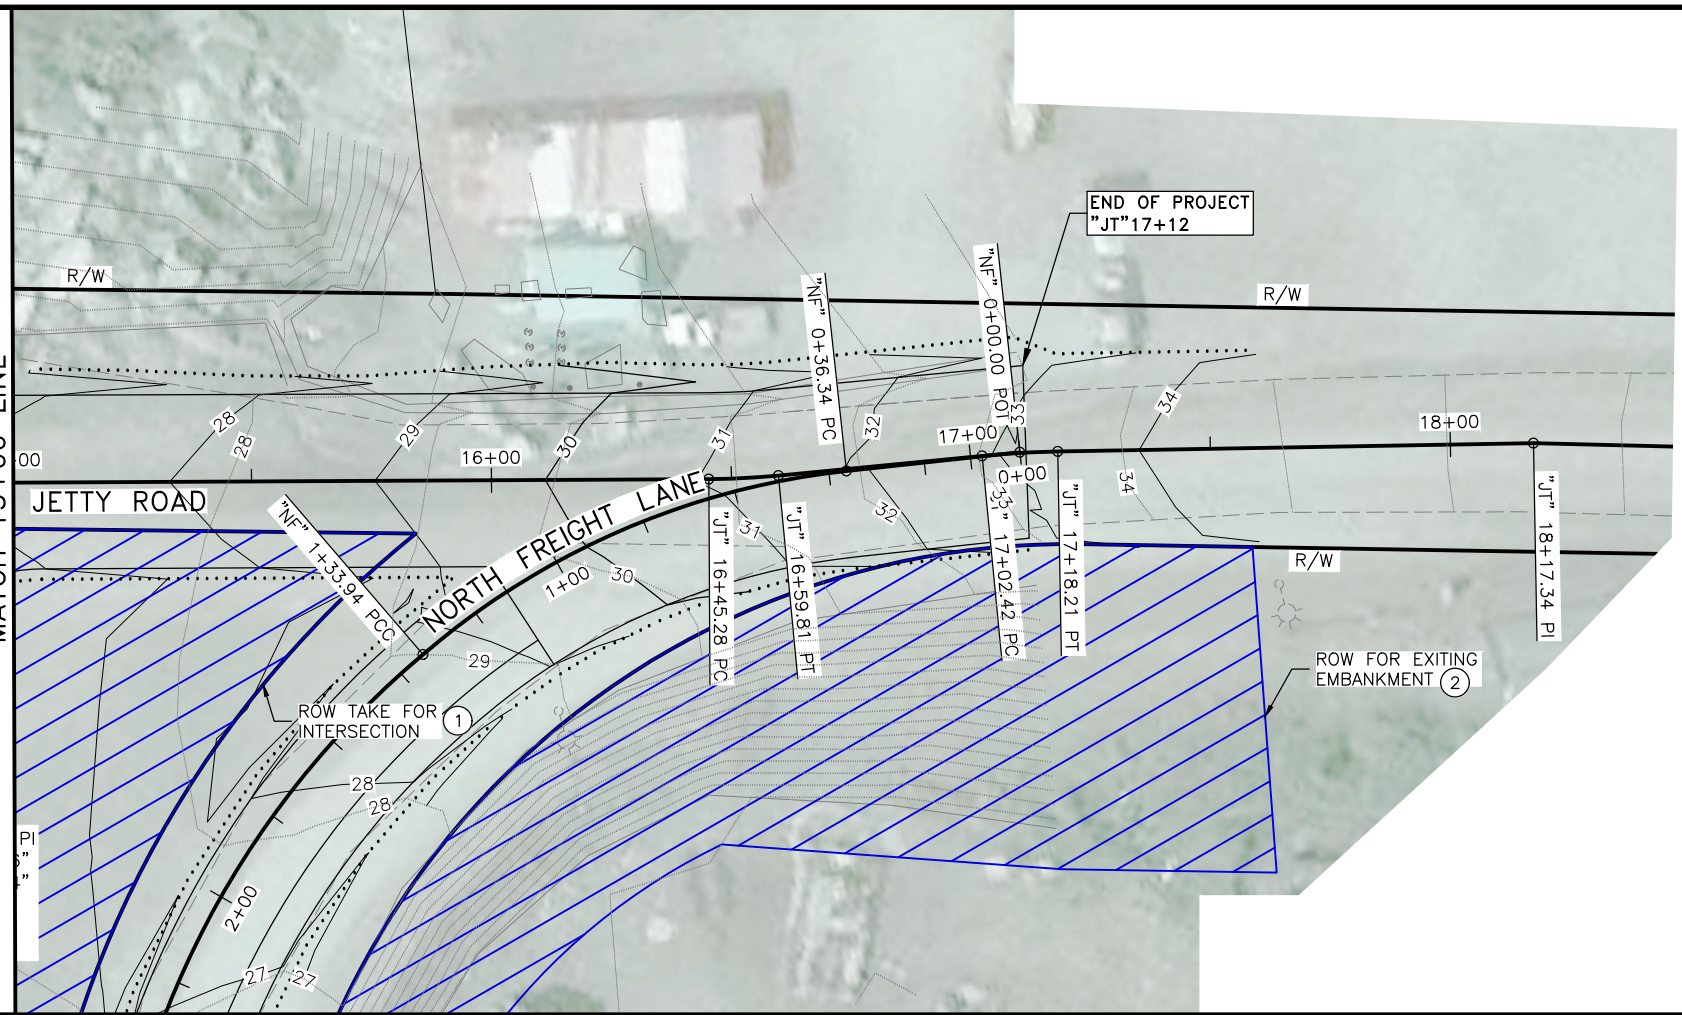 END OF PROJECT
"JT"17+12
R/W
R/W
"NF" 0+36.34 PC
"NF" 0+00.00 POT
33
34
28
28
29
30
31
32
17+00
18+00
+00
16+00
0+00
JETTY ROAD
"NF" 1+33.94 PCC
NORTH FREIGHT LANE
1+00
30
31
32
33
34
"JT" 16+45.28 PC
"JT" 16+59.81 PT
"JT" 17+02.42 PC
"JT" 17+18.21 PT
"JT" 18+17.34 PI
R/W
29
ROW FOR EXITING
EMBANKMENT 2
ROW TAKE FOR 1
INTERSECTION
28
28
PI
2+00
27
27